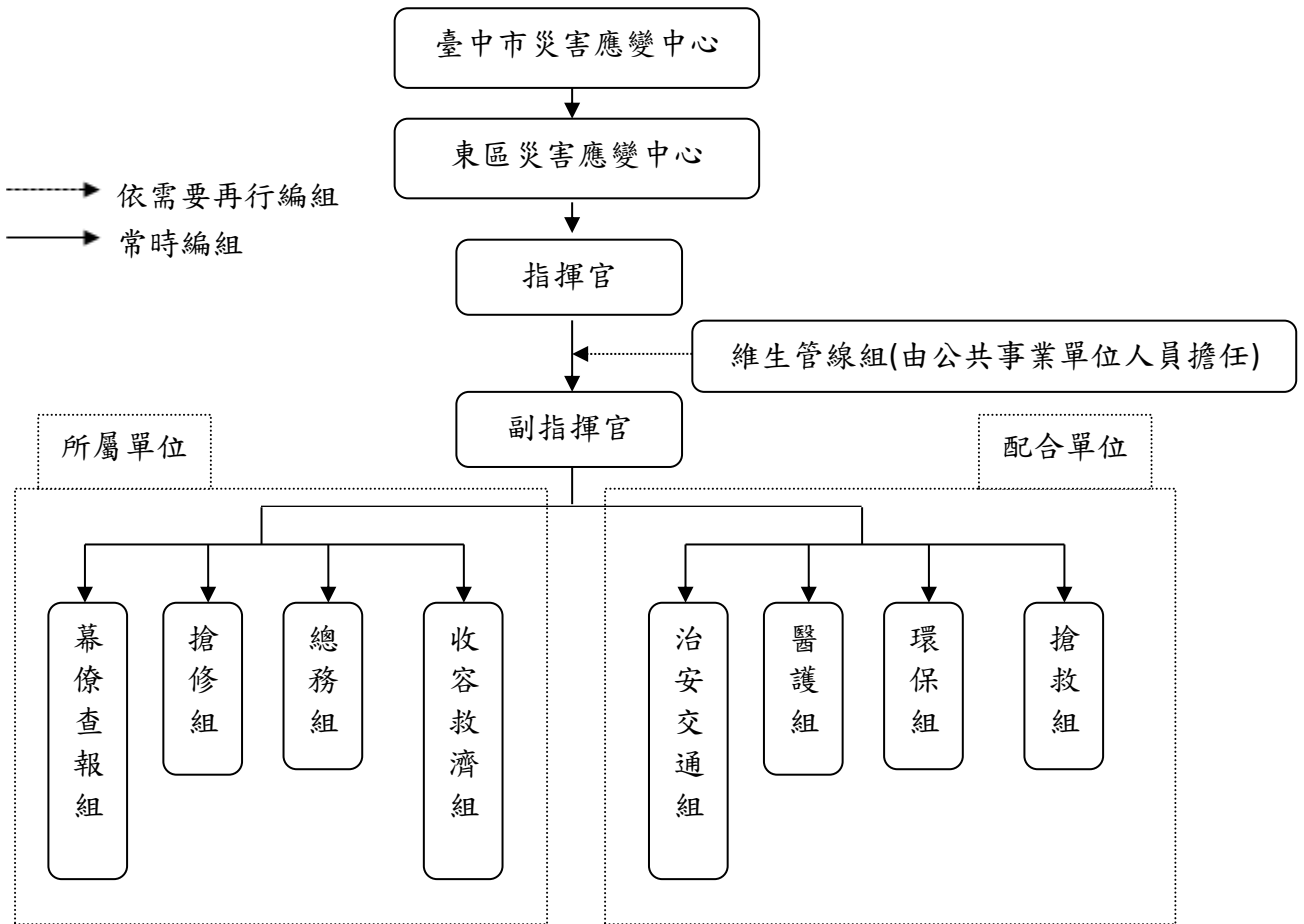 臺中市災害應變中心
東區災害應變中心
依需要再行編組
常時編組
指揮官
維生管線組(由公共事業單位人員擔任)
副指揮官
所屬單位
配合單位
幕僚查報組
搶修組
總務組
收容救濟組
治安交通組
醫護組
環保組
搶救組